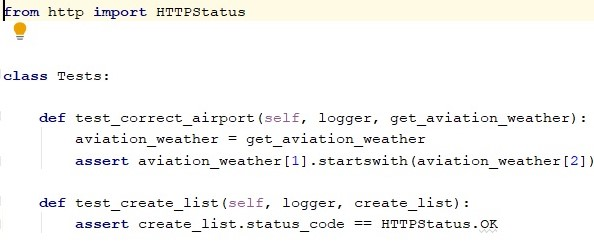 from http import HTTPStatus
class Tests:
def test_correct_airport(self, logger, get_aviation_weather):
aviation_weather = get_aviation_weather
assert aviation_weather[1].startswith(aviation_weather[2])
def test_create_list(self, logger, create_list):
assert create_list.status_code == HTTPStatus.OK